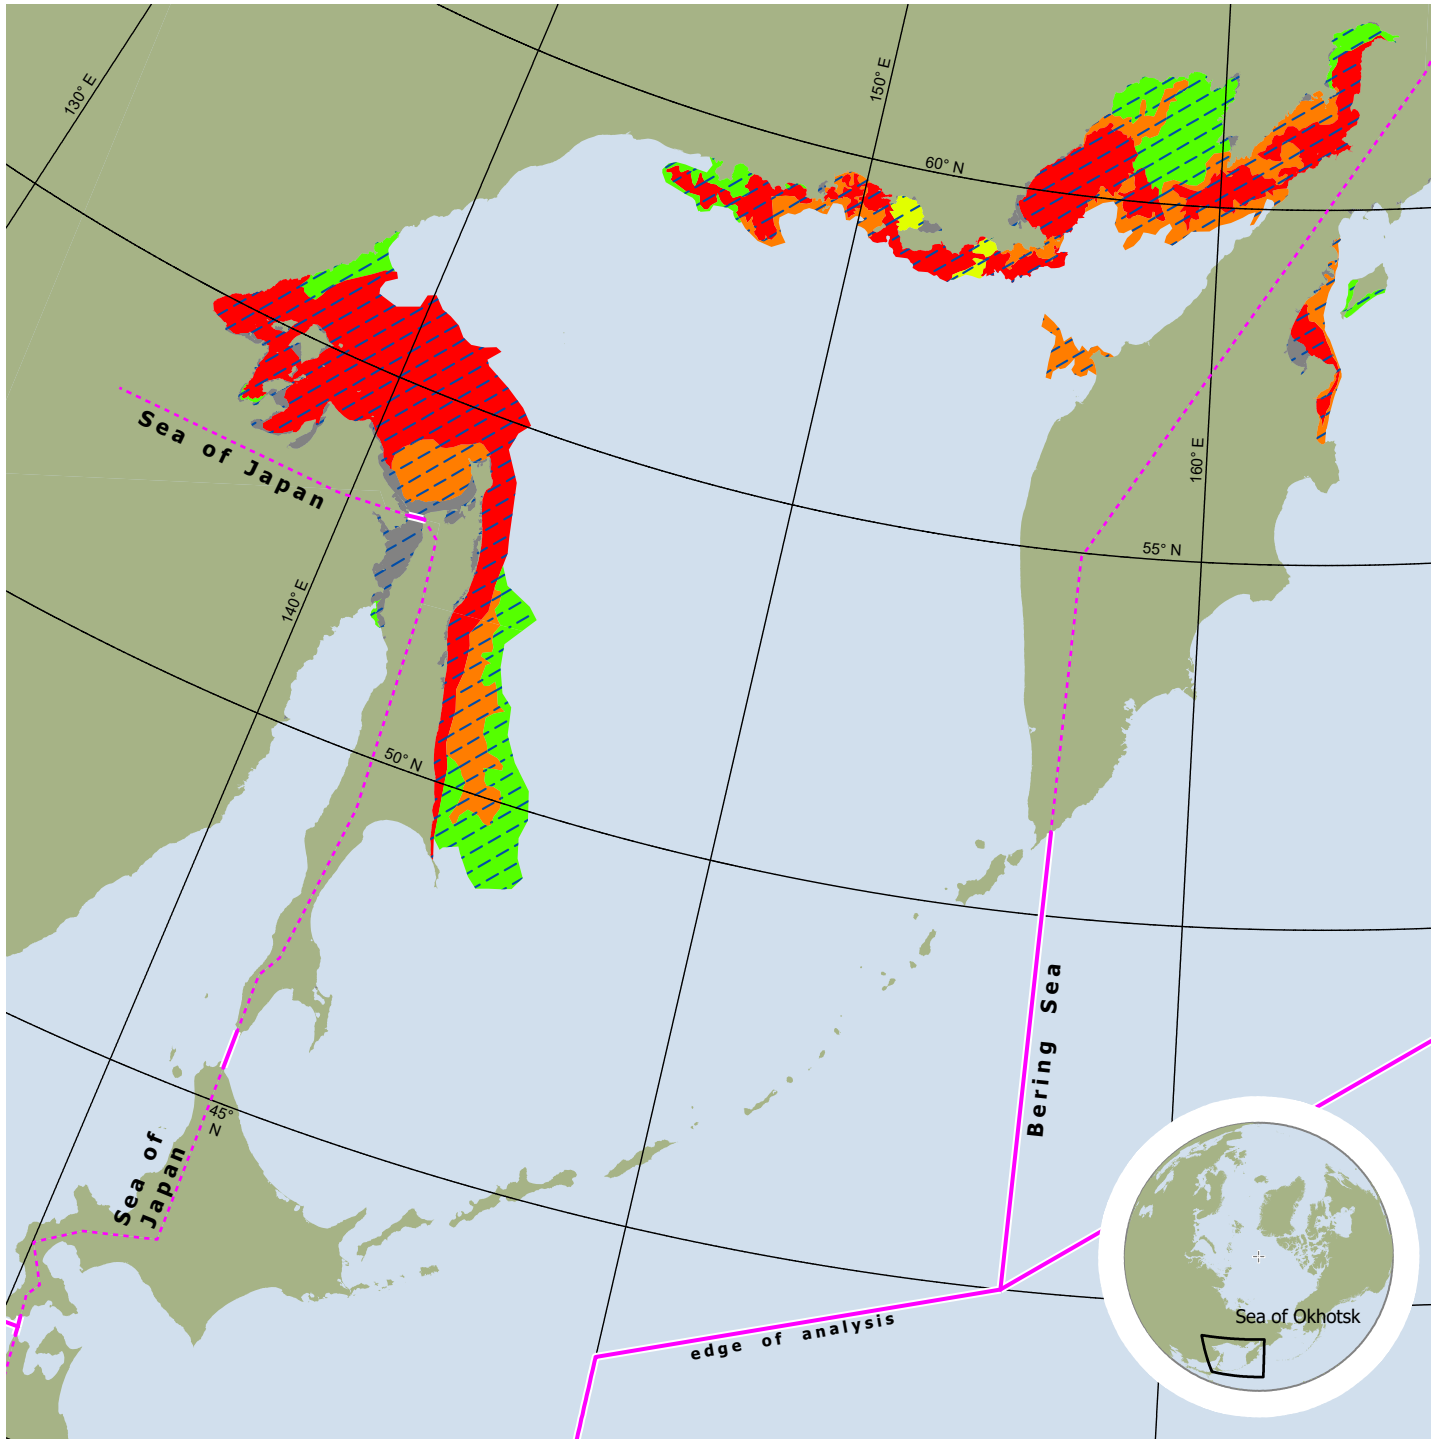 130° E
150° E
60° N
Sea of Japan
160° E
55° N
140° E
50° N
Bering Sea
45°
N
Sea of
Japan
Sea of Okhotsk
edge of analysis